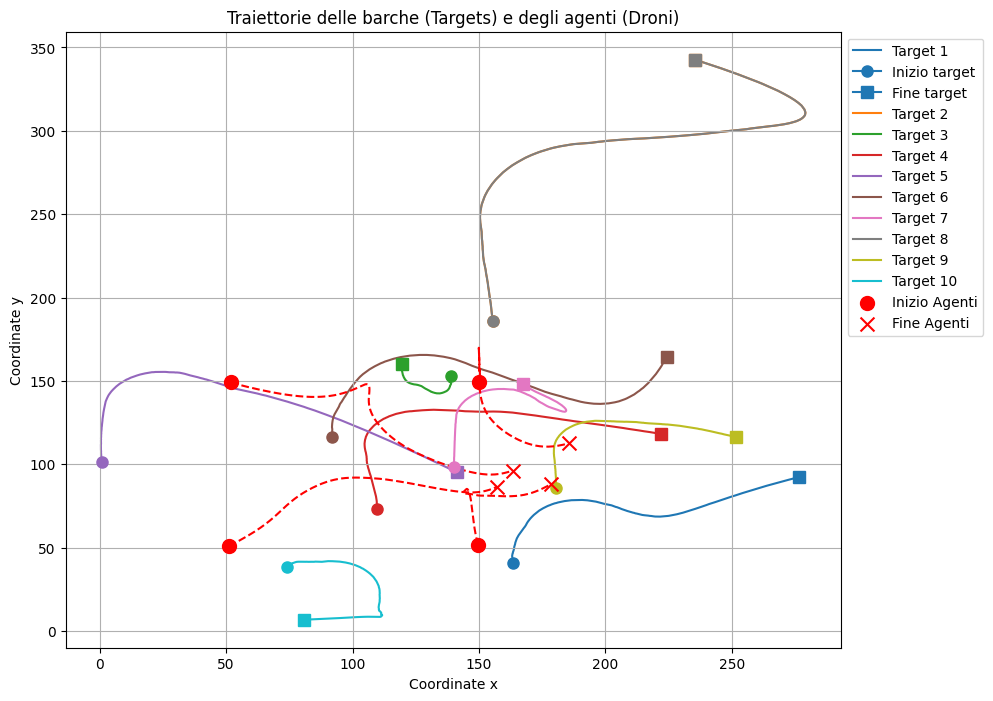 Traiettorie delle barche (Targets) e degli agenti (Droni)
350
300
250
200
150
100
50
0
Coordinate y
0
50
100
150
200
250
Coordinate x
Target 1
Inizio target
Fine target
Target 2
Target 3
Target 4
Target 5
Target 6
Target 7
Target 8
Target 9
Target 10
Inizio Agenti
Fine Agenti